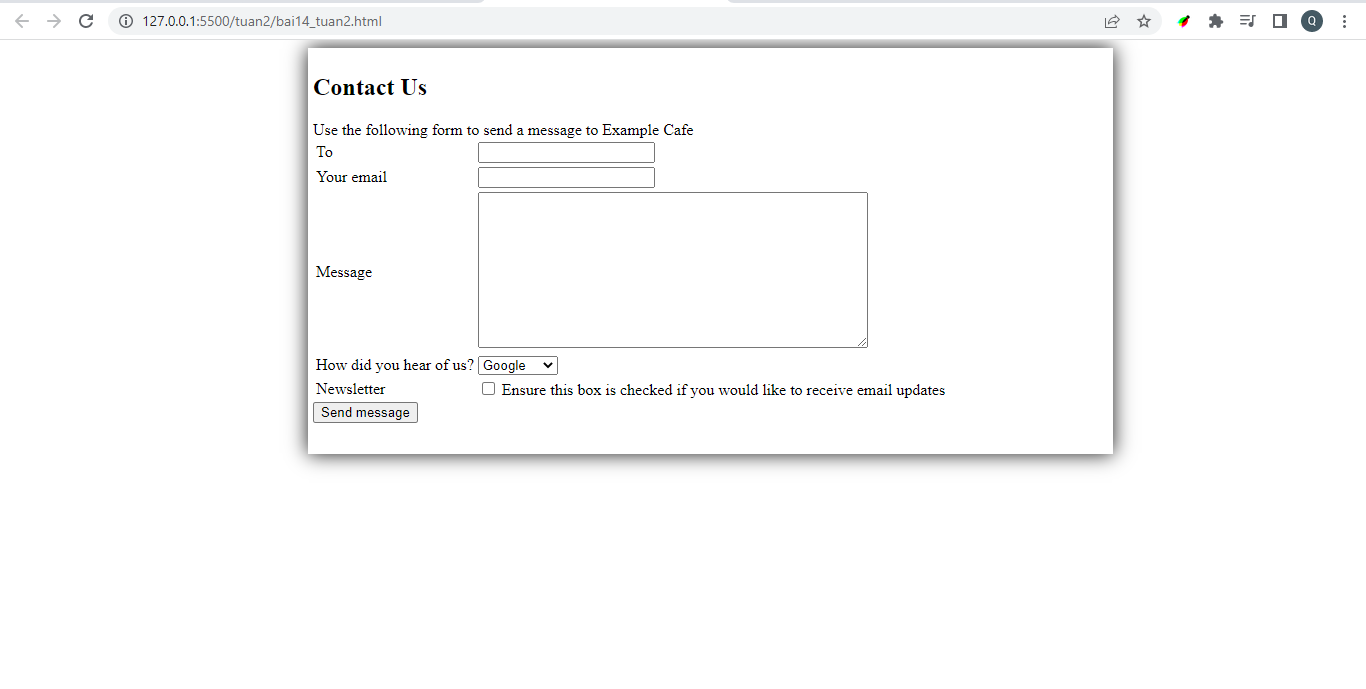 127.0.0.1:5500/tuan2/bai14_tuan2.html
Q
Contact Us
Use the following form to send a message to Example Cafe
To
Your email
Message
How did you hear of us? Google
Newsletter Ensure this box is checked if you would like to receive email updates
Send message